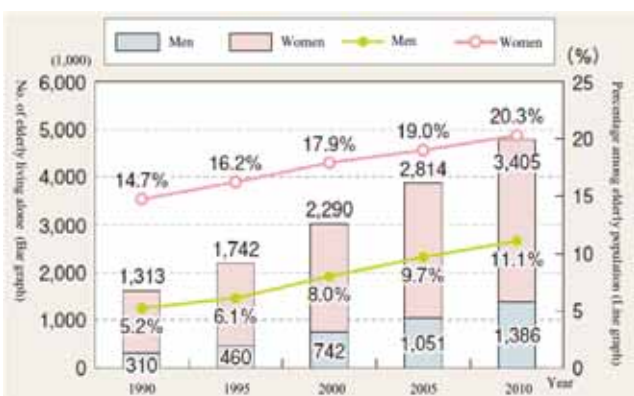 Men Women Men Women
(1,000)
(%)
No. of elderly living alone (Bar graph)
Percentage among elderly population (Line graph)
6,000
5,000
4,000
3,000
2,000
1,000
0
25
20
15
10
5
0
14.7% 16.2% 17.9% 19.0% 20.3%
1,313 1,742 2,290 2,814 3,405
5.2% 6.1% 8.0% 9.7% 11.1%
310 460 742 1,051 1,386
1990 1995 2000 2005 2010 Year